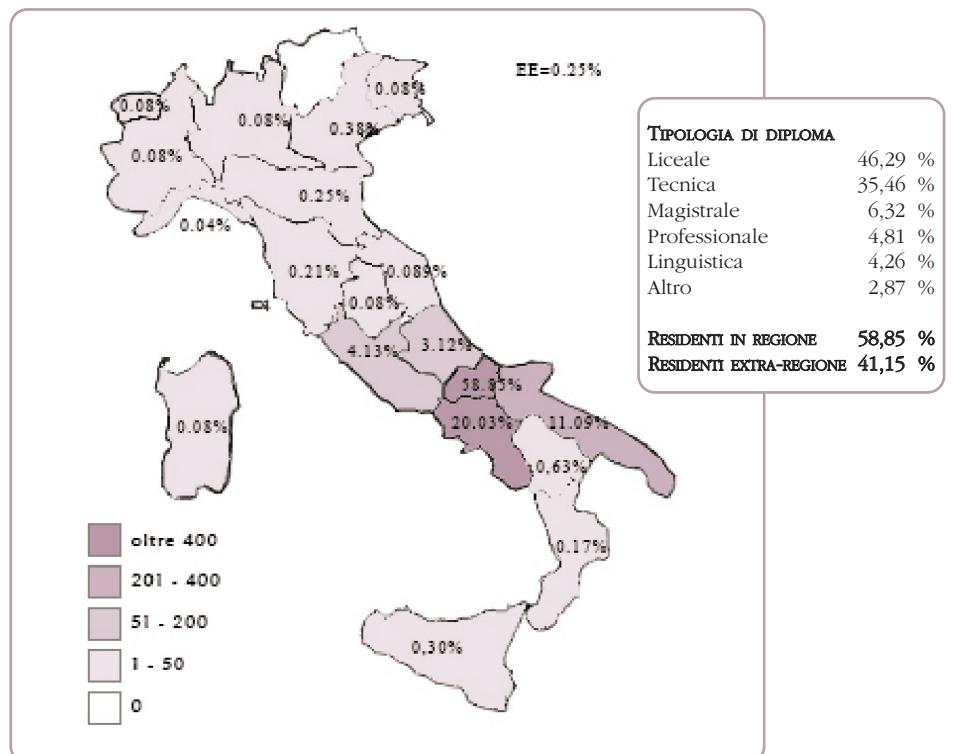 EE=0.25%
0.08%
0.08%
0.08%
0.38%
0.08%
0.25%
0.04%
0.21%
0.089%
0.08%
4.13%
3.12%
58.85%
20.03%
11.09%
0.08%
0,63%
0.17%
0,30%
oltre 400
201 - 400
51 - 200
1 - 50
0
TIPOLOGIA DI DIPLOMA
Liceale 46,29 %
Tecnica 35,46 %
Magistrale 6,32 %
Professionale 4,81 %
Linguistica 4,26 %
Altro 2,87 %
RESIDENTI IN REGIONE 58,85 %
RESIDENTI EXTRA-REGIONE 41,15 %